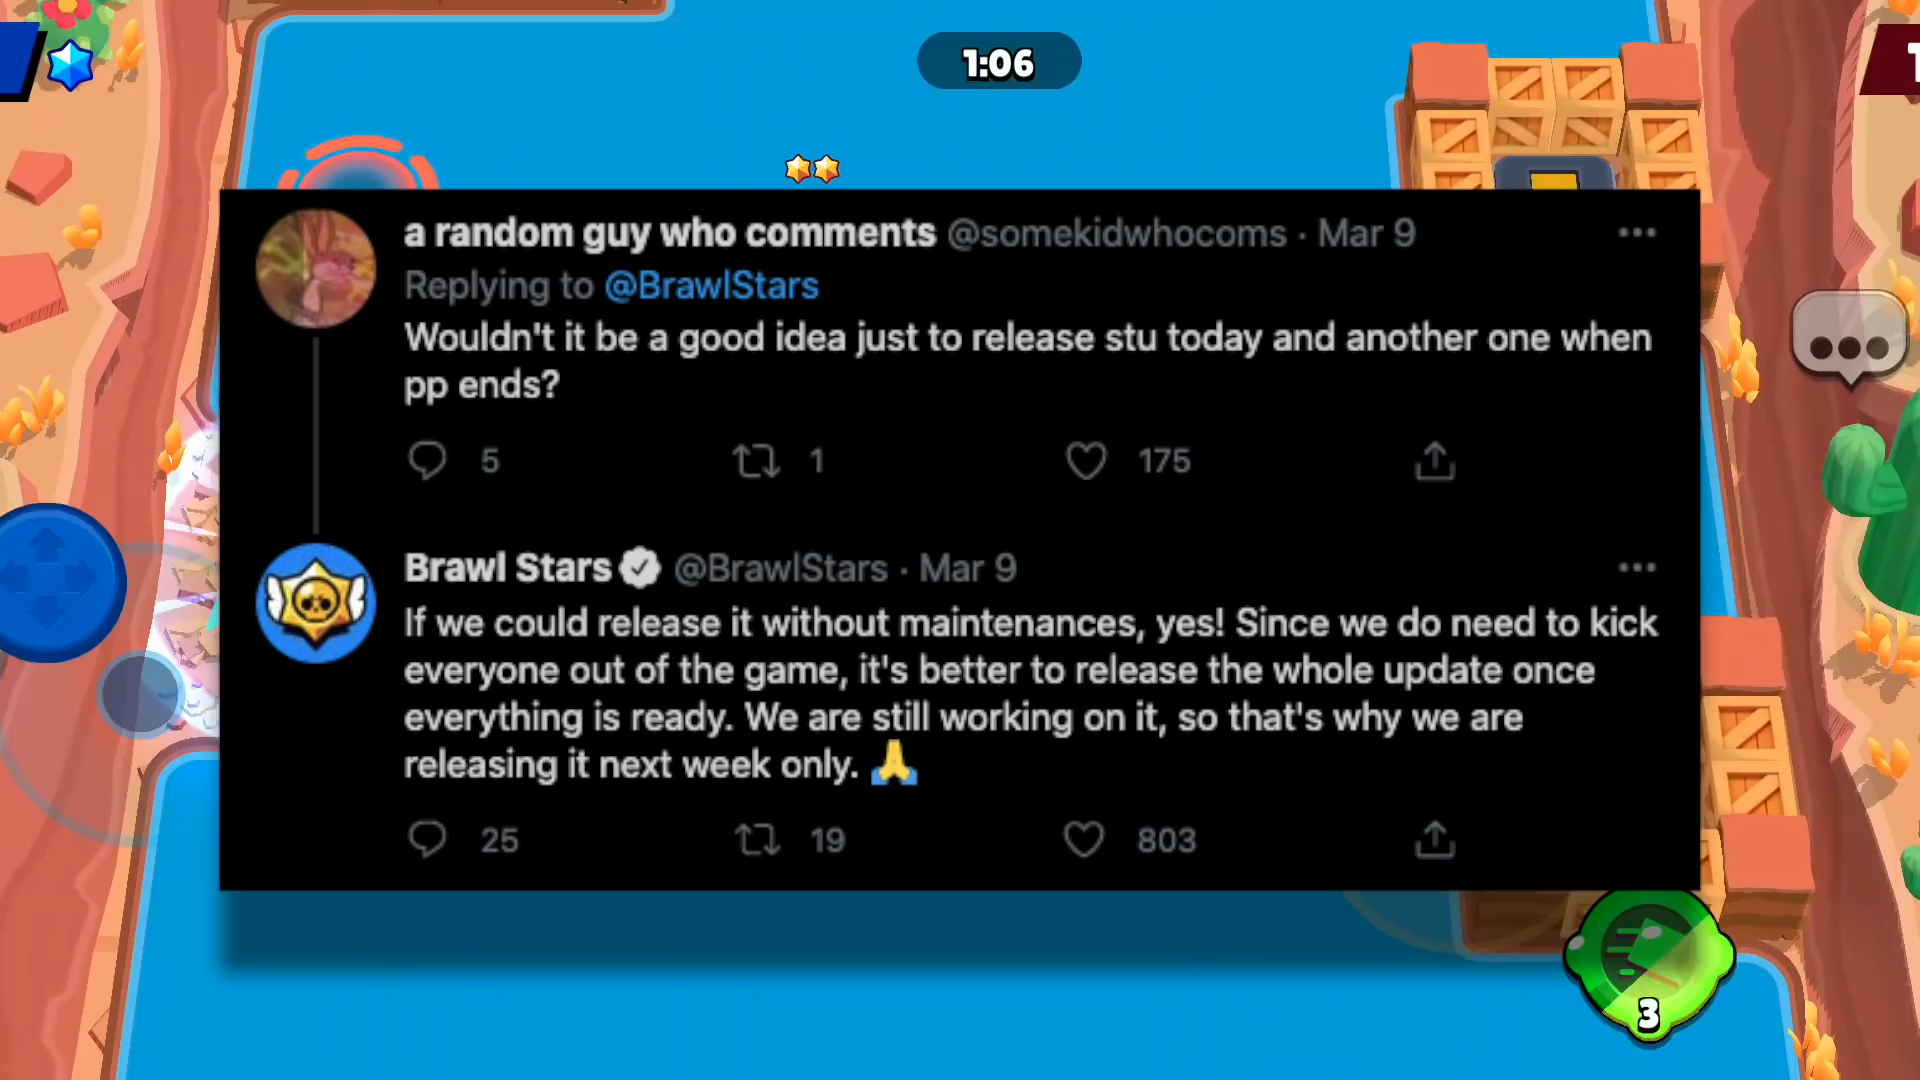 1:06
1
a random guy who comments @somekidwhocoms · Mar 9
Replying to @BrawlStars
Wouldn't it be a good idea just to release stu today and another one when
pp ends?
5 1 175
Brawl Stars @BrawlStars · Mar 9
If we could release it without maintenances, yes! Since we do need to kick
everyone out of the game, it's better to release the whole update once
everything is ready. We are still working on it, so that's why we are
releasing it next week only. 🙏
25 19 803
3